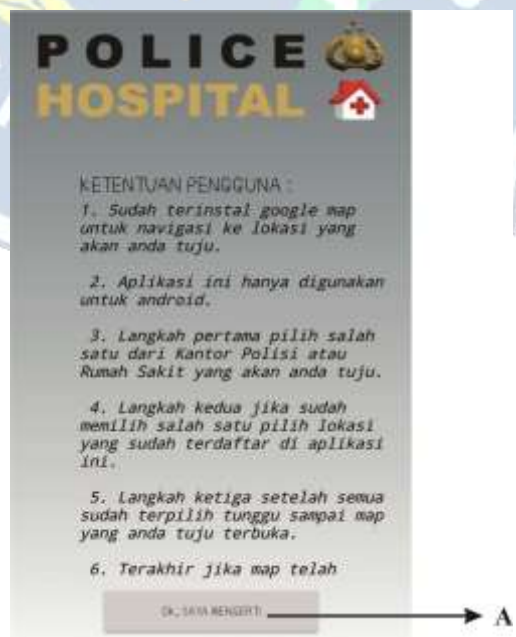 POLICE
HOSPITAL
KETENTUAN PENGGUNA :
1. Sudah terinstal google map
untuk navigasi ke lokasi yang
akan anda tuju.
2. Aplikasi ini hanya digunakan
untuk android.
3. Langkah pertama pilih salah
satu dari Kantor Polisi atau
Rumah Sakit yang akan anda tuju.
4. Langkah kedua jika sudah
memilih salah satu pilih lokasi
yang sudah terdaftar di aplikasi
ini.
5. Langkah ketiga setelah semua
sudah terpilih tunggu sampai map
yang anda tuju terbuka.
6. Terakhir jika map telah
OK, SAYA MENGERTI
A